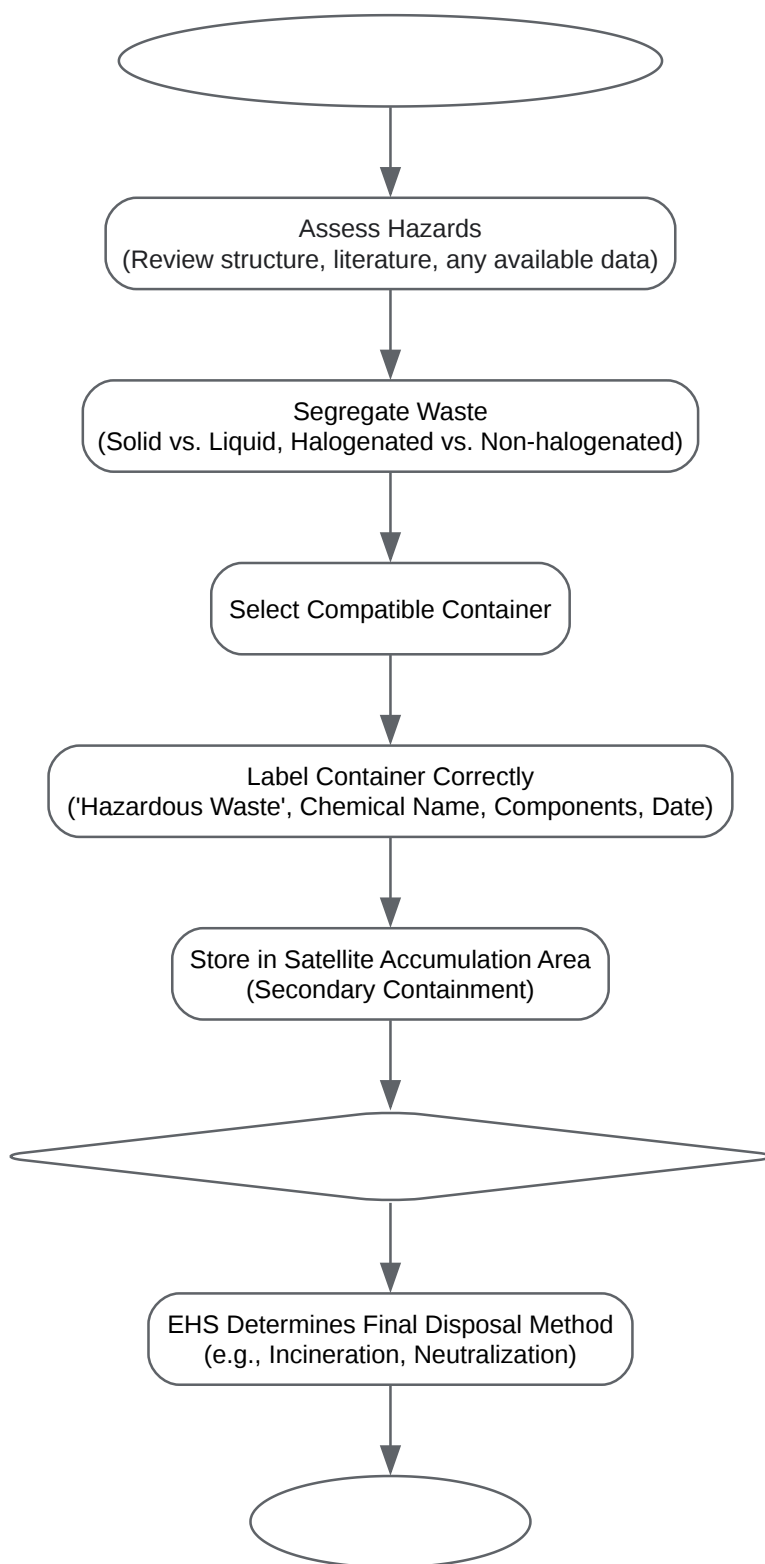 Assess Hazards
(Review structure, literature, any available data)
Segregate Waste
(Solid vs. Liquid, Halogenated vs. Non-halogenated)
Select Compatible Container
Label Container Correctly
('Hazardous Waste', Chemical Name, Components, Date)
Store in Satellite Accumulation Area
(Secondary Containment)
EHS Determines Final Disposal Method
(e.g., Incineration, Neutralization)